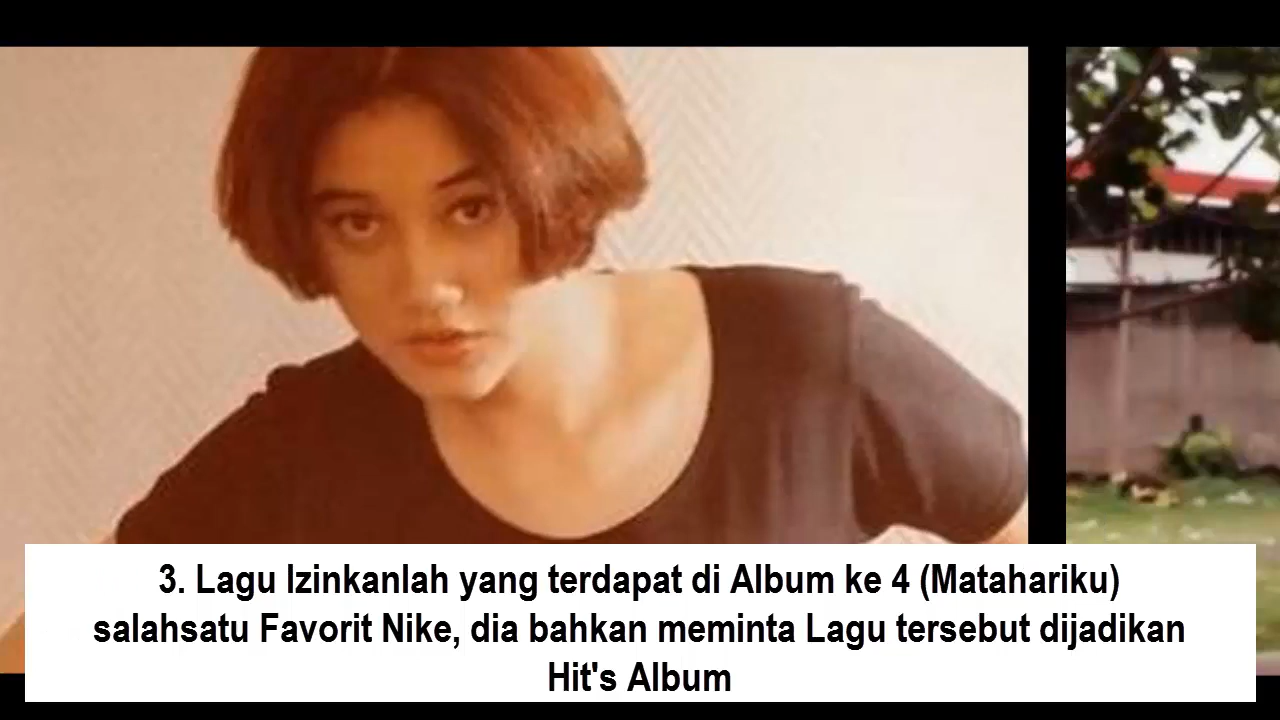 3. Lagu Izinkanlah yang terdapat di Album ke 4 (Matahariku)
salahsatu Favorit Nike, dia bahkan meminta Lagu tersebut dijadikan
Hit's Album